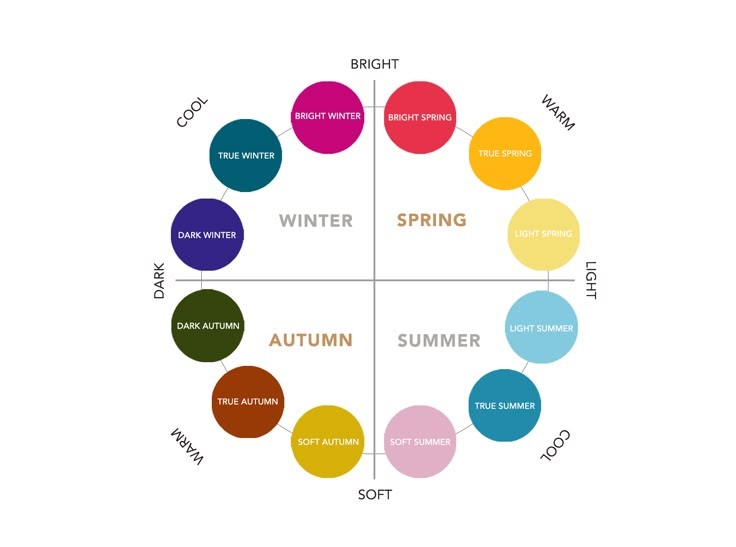 BRIGHT
COOL
WARM
BRIGHT WINTER
BRIGHT SPRING
TRUE WINTER
TRUE SPRING
WINTER
SPRING
DARK WINTER
LIGHT SPRING
DARK
LIGHT
DARK AUTUMN
LIGHT SUMMER
AUTUMN
SUMMER
TRUE AUTUMN
TRUE SUMMER
SOFT AUTUMN
SOFT SUMMER
WARM
COOL
SOFT